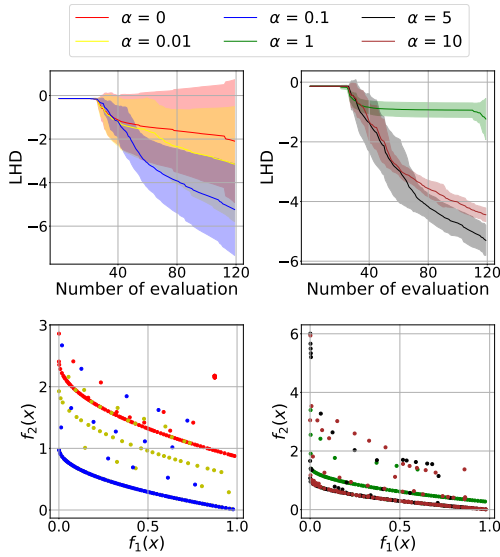 α = 0 α = 0.1 α = 5
α = 0.01 α = 1 α = 10
LHD
0
−2
−4
−6
40 80 120
Number of evaluation
LHD
0
−2
−4
−6
40 80 120
Number of evaluation
f₂(x)
3
2
1
0
0.0 0.5 1.0
f₁(x)
f₂(x)
6
4
2
0
0.0 0.5 1.0
f₁(x)